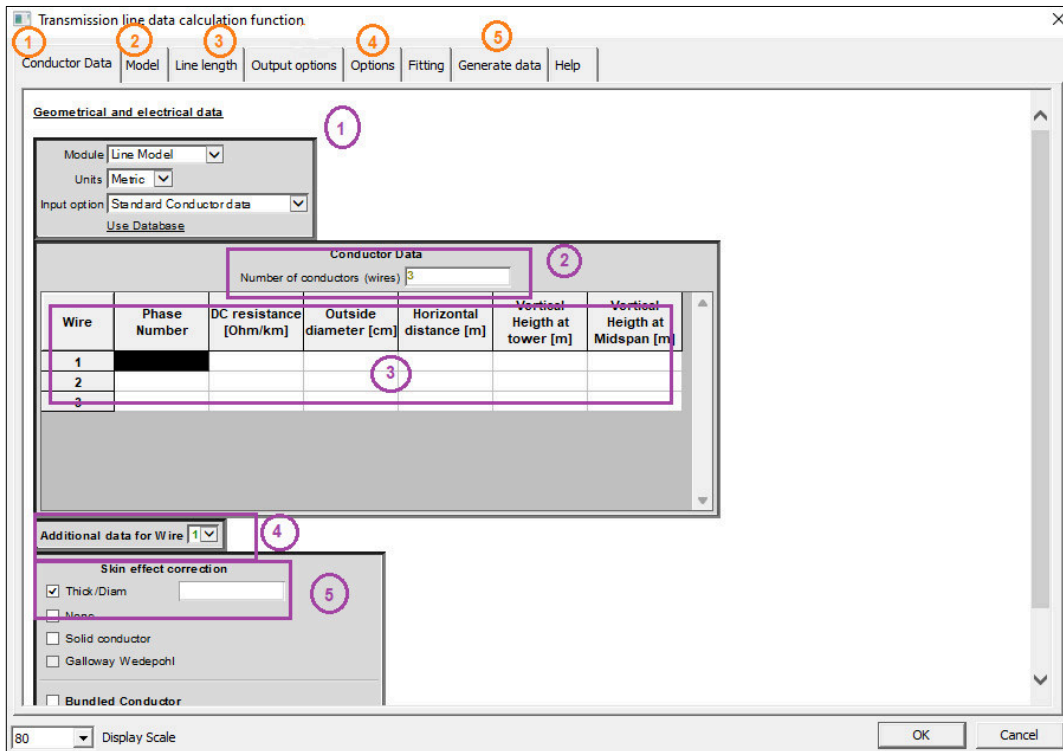 Transmission line data calculation function.
1 2 3 4 5
Conductor Data Model Line length Output options Options Fitting Generate data Help
Geometrical and electrical data
1
Module Line Model
Units Metric
Input option Standard Conductor data
Use Database
Conductor Data
2
Number of conductors (wires) 3
Wire Phase Number DC resistance [Ohm/km] Outside diameter [cm] Horizontal distance [m] Vertical Heigth at tower [m] Vertical Heigth at Midspan [m]
1
2
3
3
Additional data for Wire 1
4
Skin effect correction
Thick/Diam
5
None
Solid conductor
Galloway Wedepohl
Bundled Conductor
80 Display Scale OK Cancel